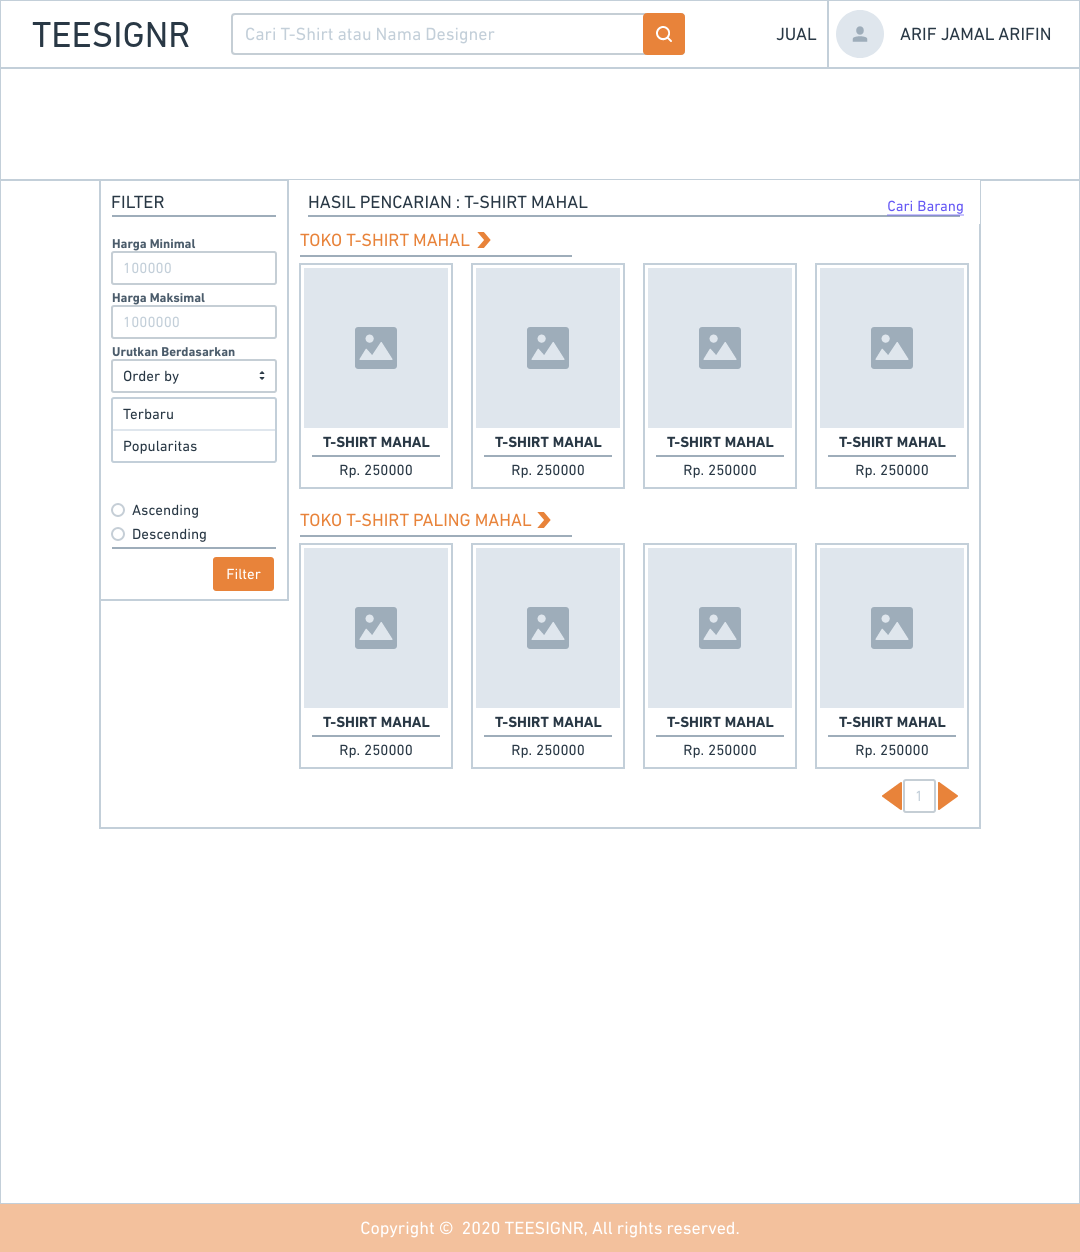 TEESIGNR
Cari T-Shirt atau Nama Designer
JUAL
ARIF JAMAL ARIFIN
FILTER
Harga Minimal
100000
Harga Maksimal
1000000
Urutkan Berdasarkan
Order by
Terbaru
Popularitas
Ascending
Descending
Filter
HASIL PENCARIAN : T-SHIRT MAHAL
Cari Barang
TOKO T-SHIRT MAHAL
T-SHIRT MAHAL
Rp. 250000
T-SHIRT MAHAL
Rp. 250000
T-SHIRT MAHAL
Rp. 250000
T-SHIRT MAHAL
Rp. 250000
TOKO T-SHIRT PALING MAHAL
T-SHIRT MAHAL
Rp. 250000
T-SHIRT MAHAL
Rp. 250000
T-SHIRT MAHAL
Rp. 250000
T-SHIRT MAHAL
Rp. 250000
1
Copyright © 2020 TEESIGNR, All rights reserved.